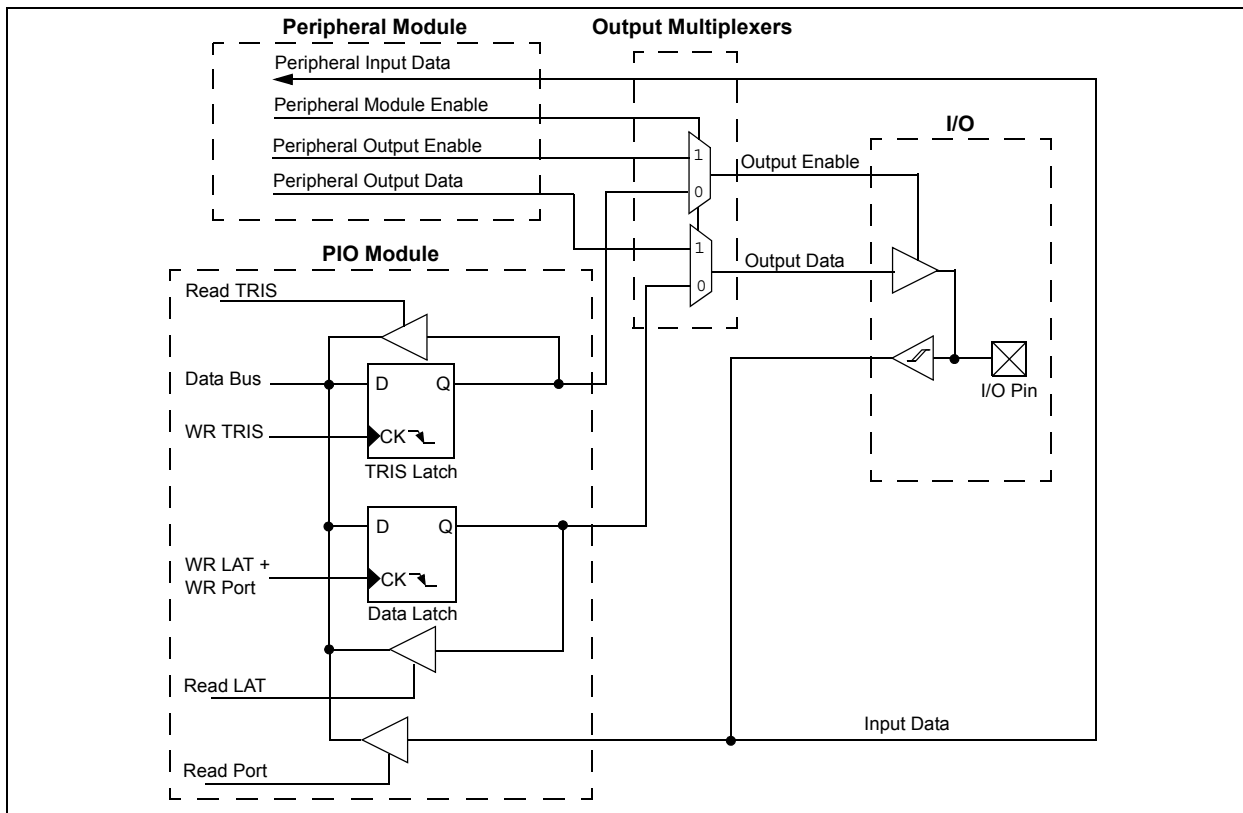 Peripheral Module
Output Multiplexers
Peripheral Input Data
Peripheral Module Enable
Peripheral Output Enable
Peripheral Output Data
1
0
1
0
Output Enable
Output Data
I/O
I/O Pin
PIO Module
Read TRIS
Data Bus
D
Q
WR TRIS
CK
TRIS Latch
D
Q
WR LAT +
WR Port
CK
Data Latch
Read LAT
Input Data
Read Port